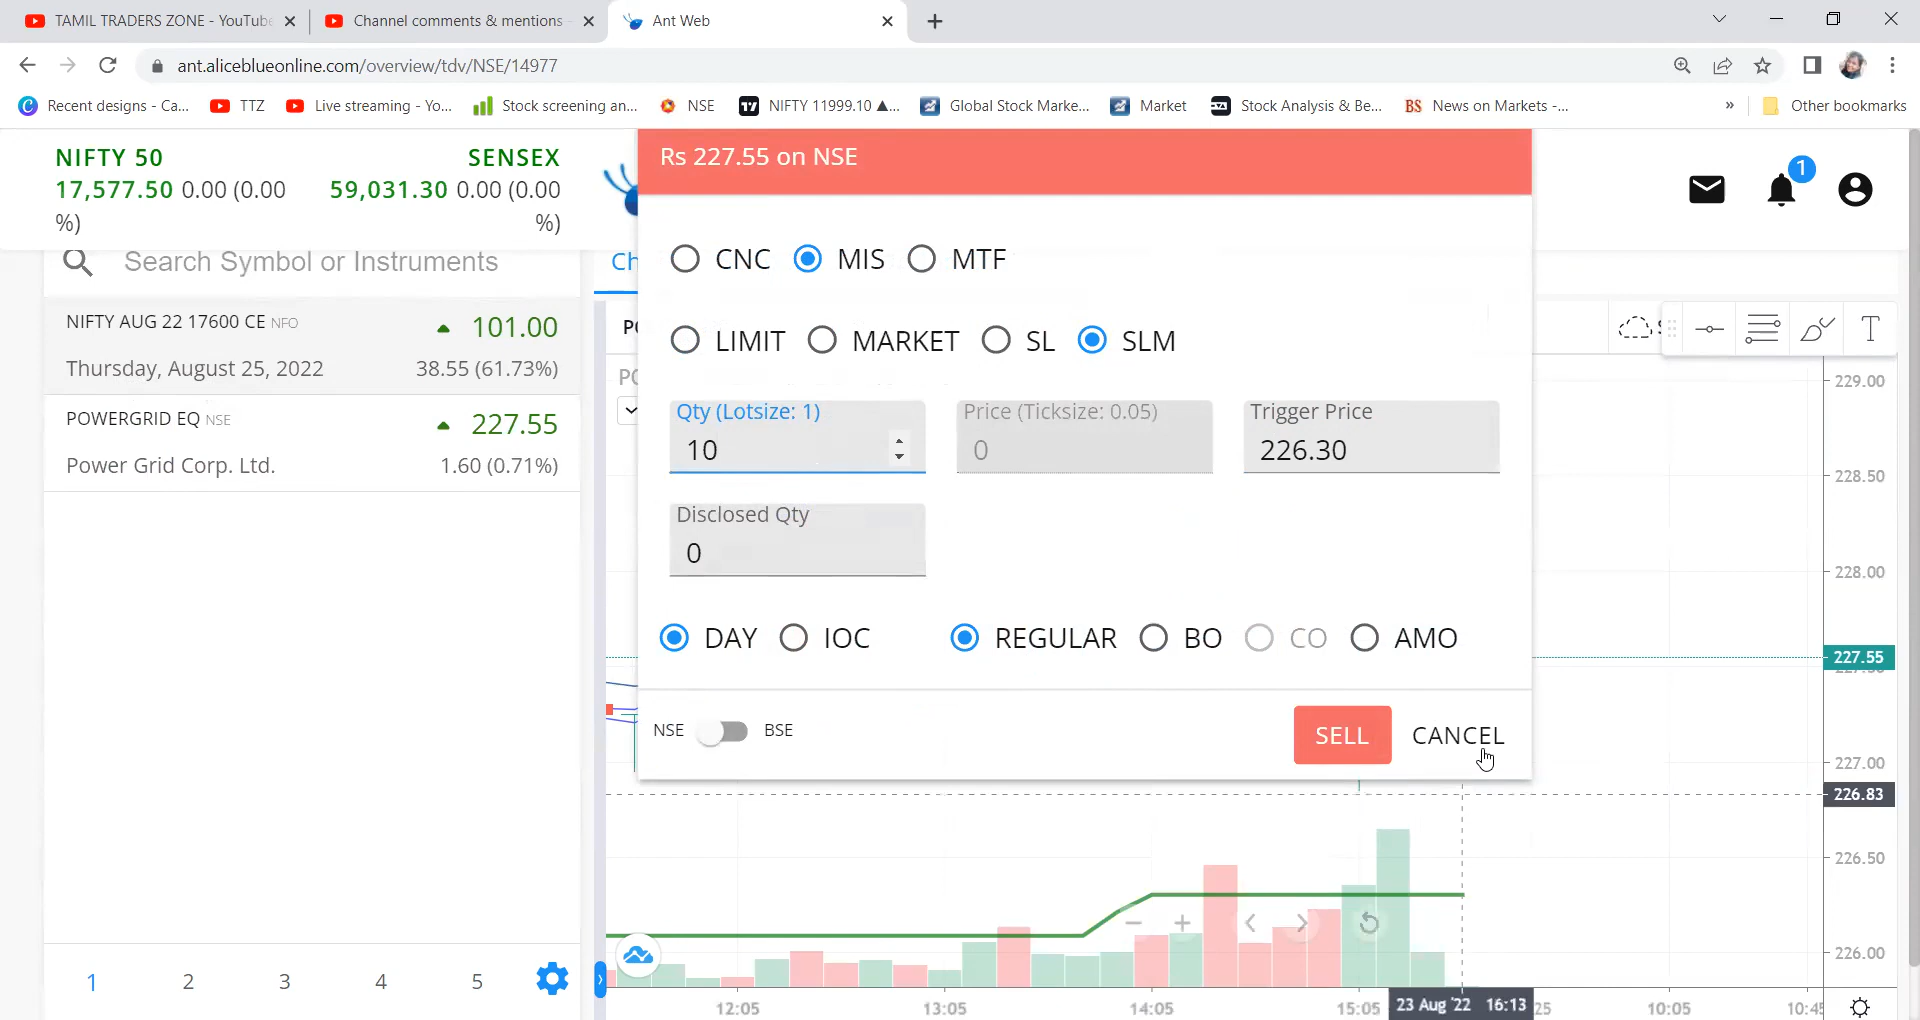 TAMIL TRADERS ZONE - YouTube
Channel comments & mentions
Ant Web
ant.aliceblueonline.com/overview/tdv/NSE/14977
Recent designs - Ca...
TTZ
Live streaming - Yo...
Stock screening an...
NSE
NIFTY 11999.10 ▲...
Global Stock Marke...
Market
Stock Analysis & Be...
BS News on Markets -...
»
Other bookmarks
NIFTY 50
17,577.50 0.00 (0.00
%)
SENSEX
59,031.30 0.00 (0.00
%)
1
Search Symbol or Instruments
NIFTY AUG 22 17600 CE NFO
101.00
Thursday, August 25, 2022
38.55 (61.73%)
POWERGRID EQ NSE
227.55
Power Grid Corp. Ltd.
1.60 (0.71%)
1 2 3 4 5
Ch
PO
Rs 227.55 on NSE
CNC MIS MTF
LIMIT MARKET SL SLM
Qty (Lotsize: 1)
10
Price (Ticksize: 0.05)
0
Trigger Price
226.30
Disclosed Qty
0
DAY IOC REGULAR BO CO AMO
NSE BSE
SELL CANCEL
T
229.00
228.50
228.00
227.55
227.00
226.83
226.50
226.00
12:05 13:05 14:05 15:05 23 Aug '22 16:13 25 10:05 10:45